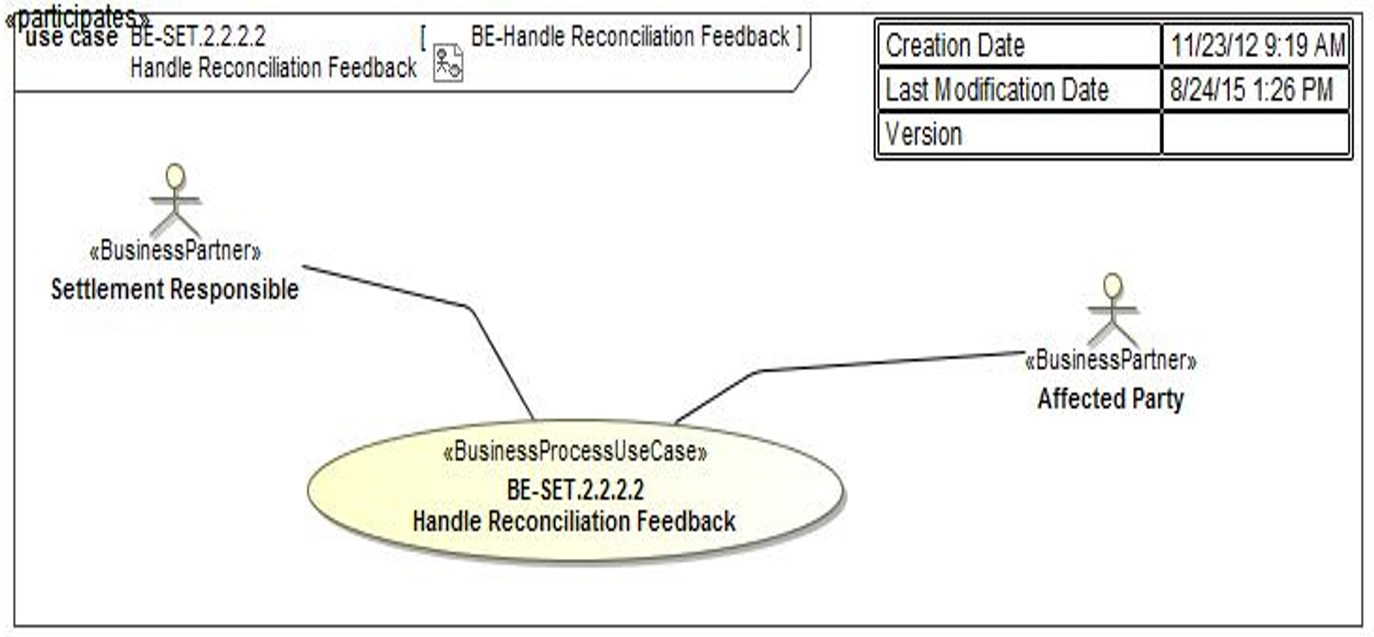 «participates»
use case BE-SET.2.2.2.2 [ BE-Handle Reconciliation Feedback ]
Handle Reconciliation Feedback
Creation Date 11/23/12 9:19 AM
Last Modification Date 8/24/15 1:26 PM
Version
«BusinessPartner»
Settlement Responsible
«BusinessPartner»
Affected Party
«BusinessProcessUseCase»
BE-SET.2.2.2.2
Handle Reconciliation Feedback